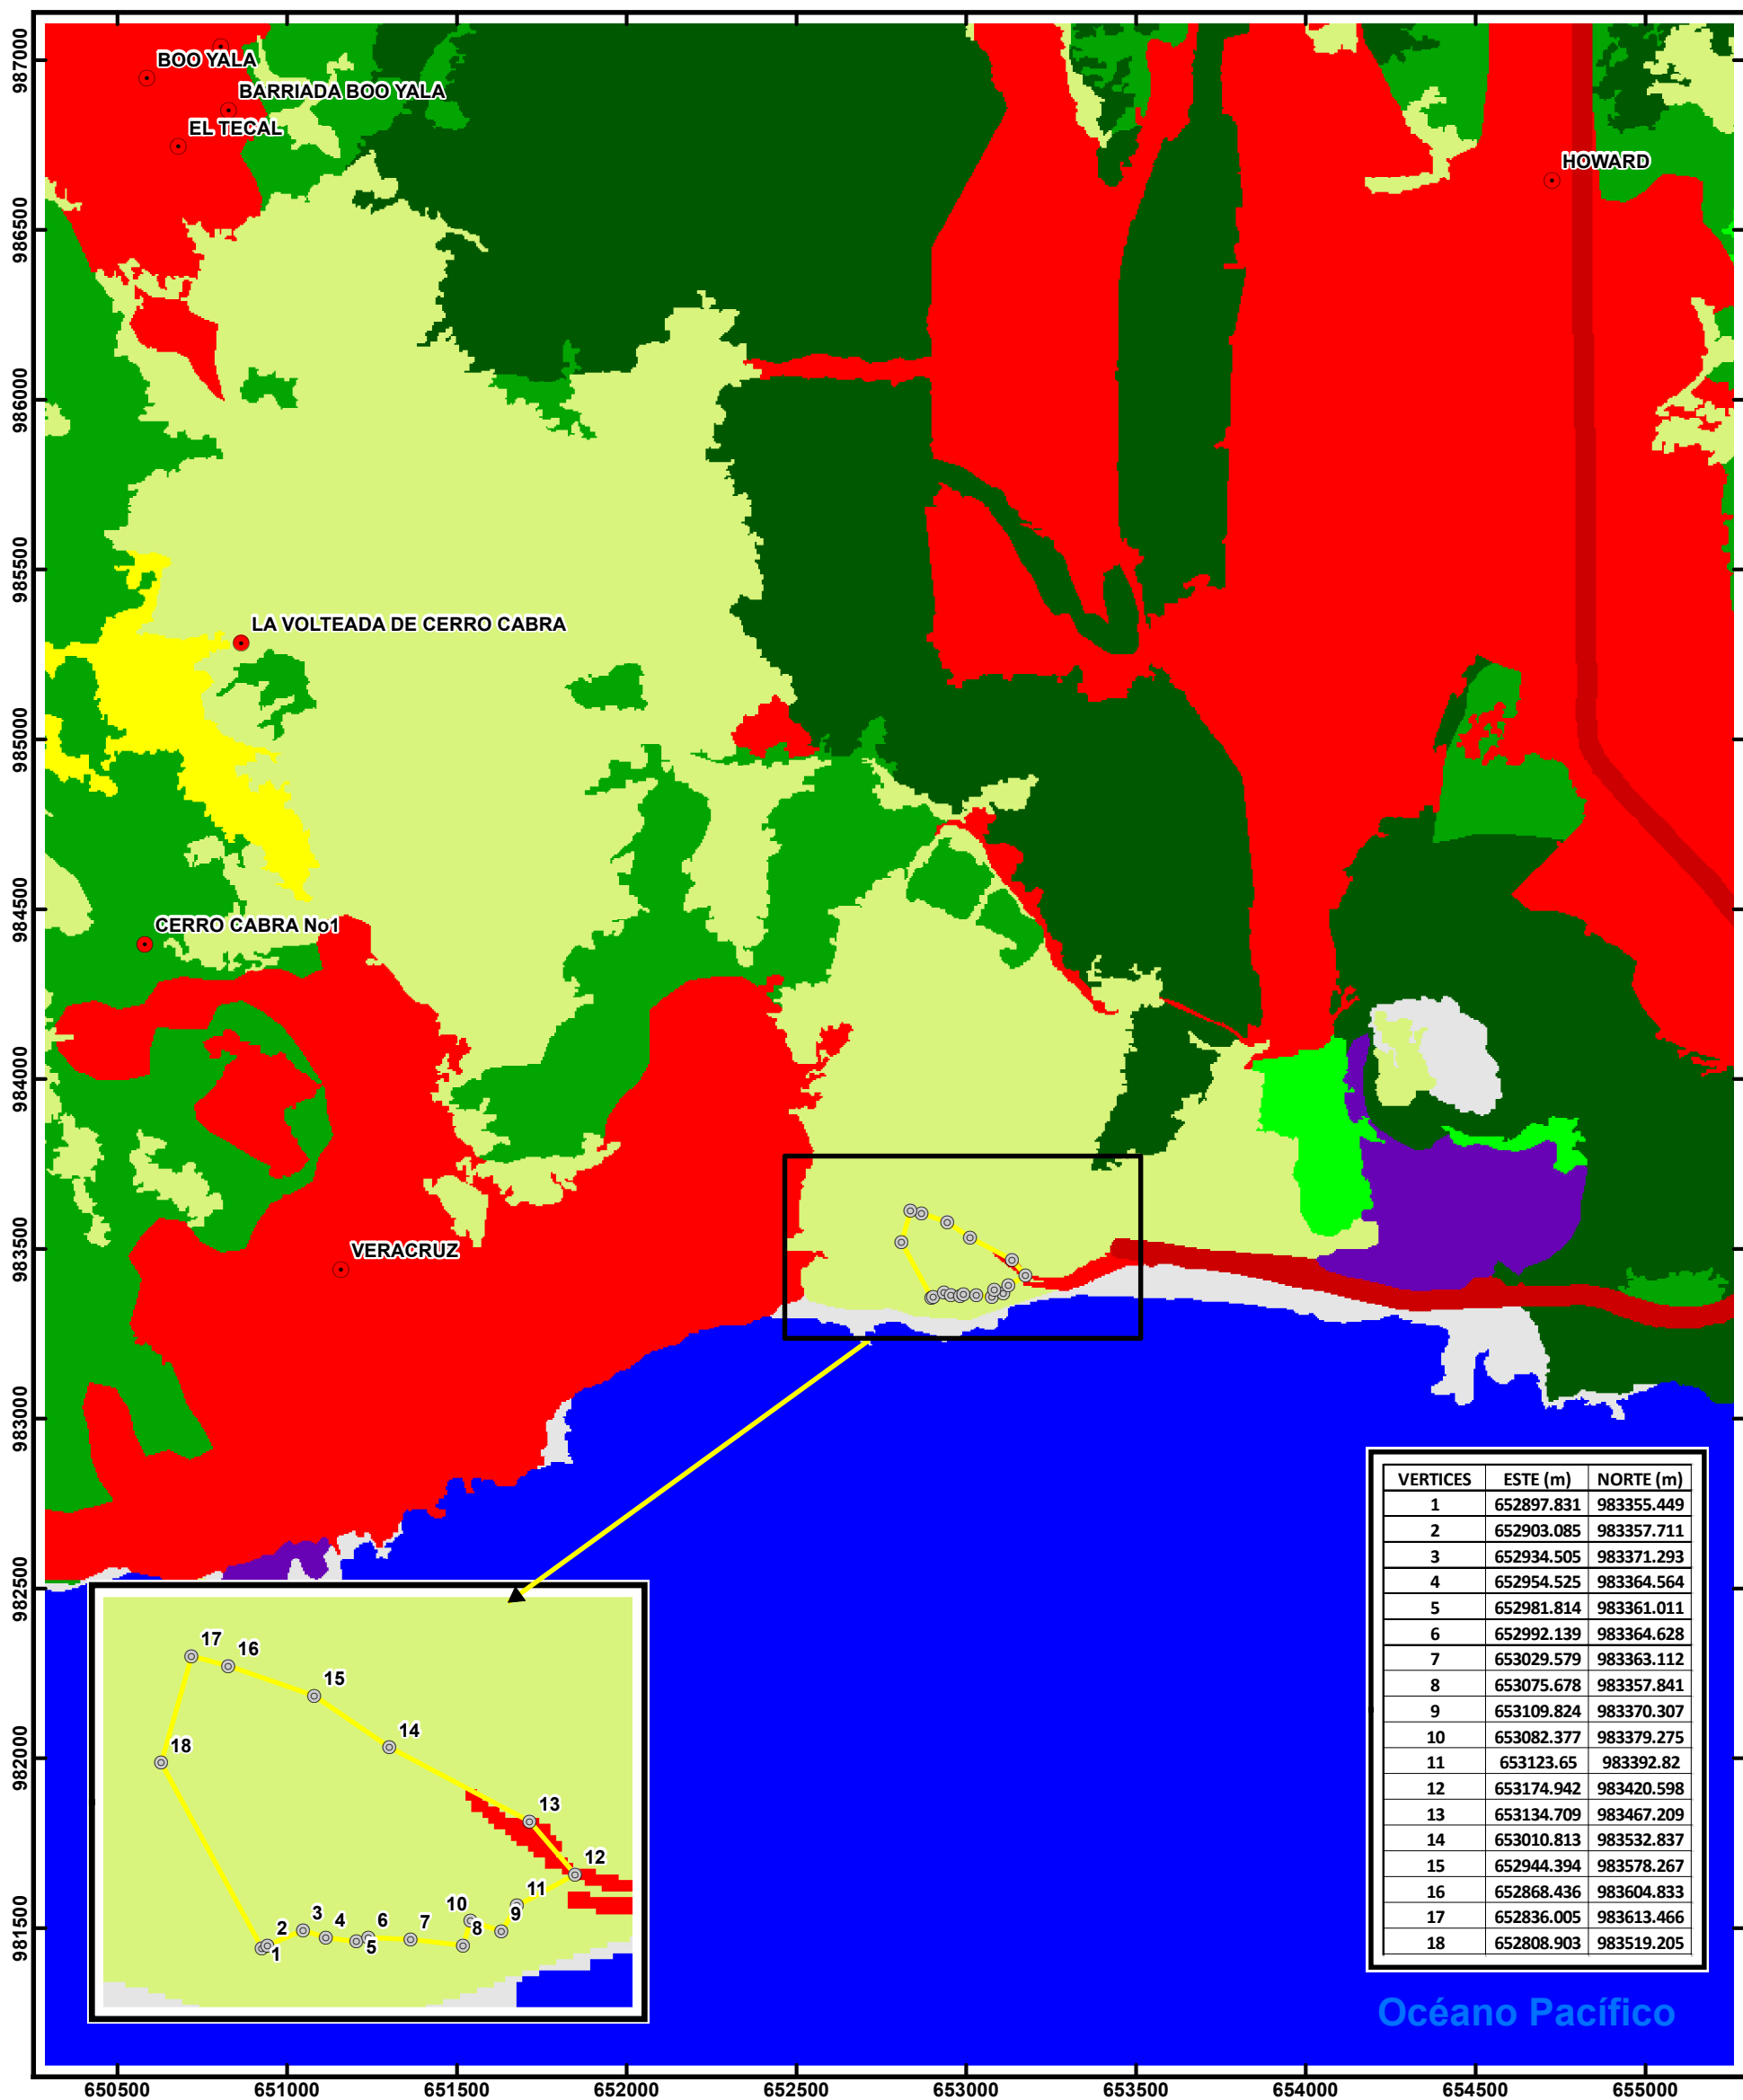 987000
986500
986000
985500
985000
984500
984000
983500
983000
982500
982000
981500
BOO YALA
BARRIADA BOO YALA
EL TECAL
HOWARD
LA VOLTEADA DE CERRO CABRA
CERRO CABRA No1
VERACRUZ
VERTICES ESTE (m) NORTE (m)
1 652897.831 983355.449
2 652903.085 983357.711
3 652934.505 983371.293
4 652954.525 983364.564
5 652981.814 983361.011
6 652992.139 983364.628
7 653029.579 983363.112
8 653075.678 983357.841
9 653109.824 983370.307
10 653082.377 983379.275
11 653123.65 983392.82
12 653174.942 983420.598
13 653134.709 983467.209
14 653010.813 983532.837
15 652944.394 983578.267
16 652868.436 983604.833
17 652836.005 983613.466
18 652808.903 983519.205
17
16
15
14
18
13
12
11
10
9
8
7
6
5
4
3
2
1
Océano Pacífico
650500 651000 651500 652000 652500 653000 653500 654000 654500 655000